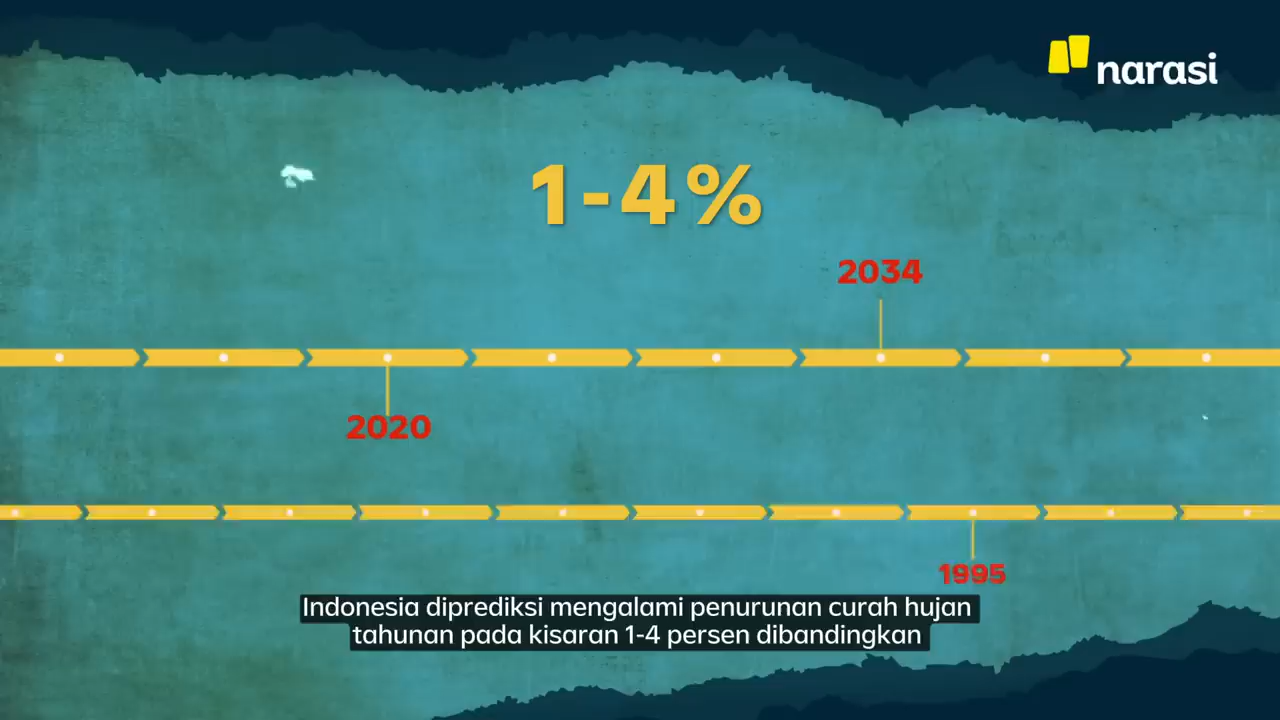 narasi
1-4%
2034
2020
1995
Indonesia diprediksi mengalami penurunan curah hujan
tahunan pada kisaran 1-4 persen dibandingkan